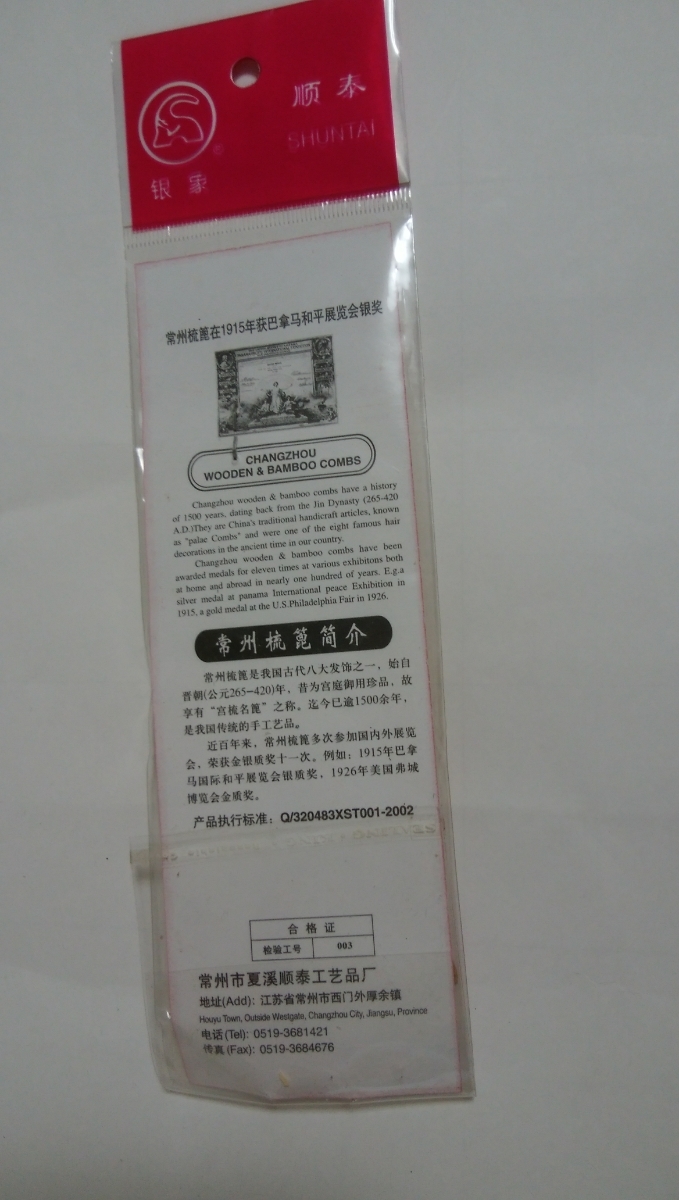 顺泰
SHUNTAI
®
银象
常州梳篦在1915年获巴拿马和平展览会银奖
CHANGZHOU
WOODEN & BAMBOO COMBS
Changzhou wooden & bamboo combs have a history
of 1500 years, dating back from the Jin Dynasty (265-420
A.D.)They are China's traditional handicraft articles, known
as "palae Combs" and were one of the eight famous hair
decorations in the ancient time in our country.
Changzhou wooden & bamboo combs have been
awarded medals for eleven times at various exhibitons both
at home and abroad in nearly one hundred of years. E.g.a
silver medal at panama International peace Exhibition in
1915, a gold medal at the U.S.Philadelphia Fair in 1926.
常州梳篦简介
常州梳篦是我国古代八大发饰之一，始自
晋朝(公元265-420)年，昔为宫庭御用珍品，故
享有“宫梳名篦”之称。迄今已逾1500余年，
是我国传统的手工艺品。
近百年来，常州梳篦多次参加国内外展览
会，荣获金银质奖十一次。例如：1915年巴拿
马国际和平展览会银质奖，1926年美国弗城
博览会金质奖。
产品执行标准：Q/320483XST001-2002
合格证
检验工号 003
常州市夏溪顺泰工艺品厂
地址(Add): 江苏省常州市西门外厚余镇
Houyu Town, Outside Westgate, Changzhou City, Jiangsu, Province
电话(Tel): 0519-3681421
传真(Fax): 0519-3684676